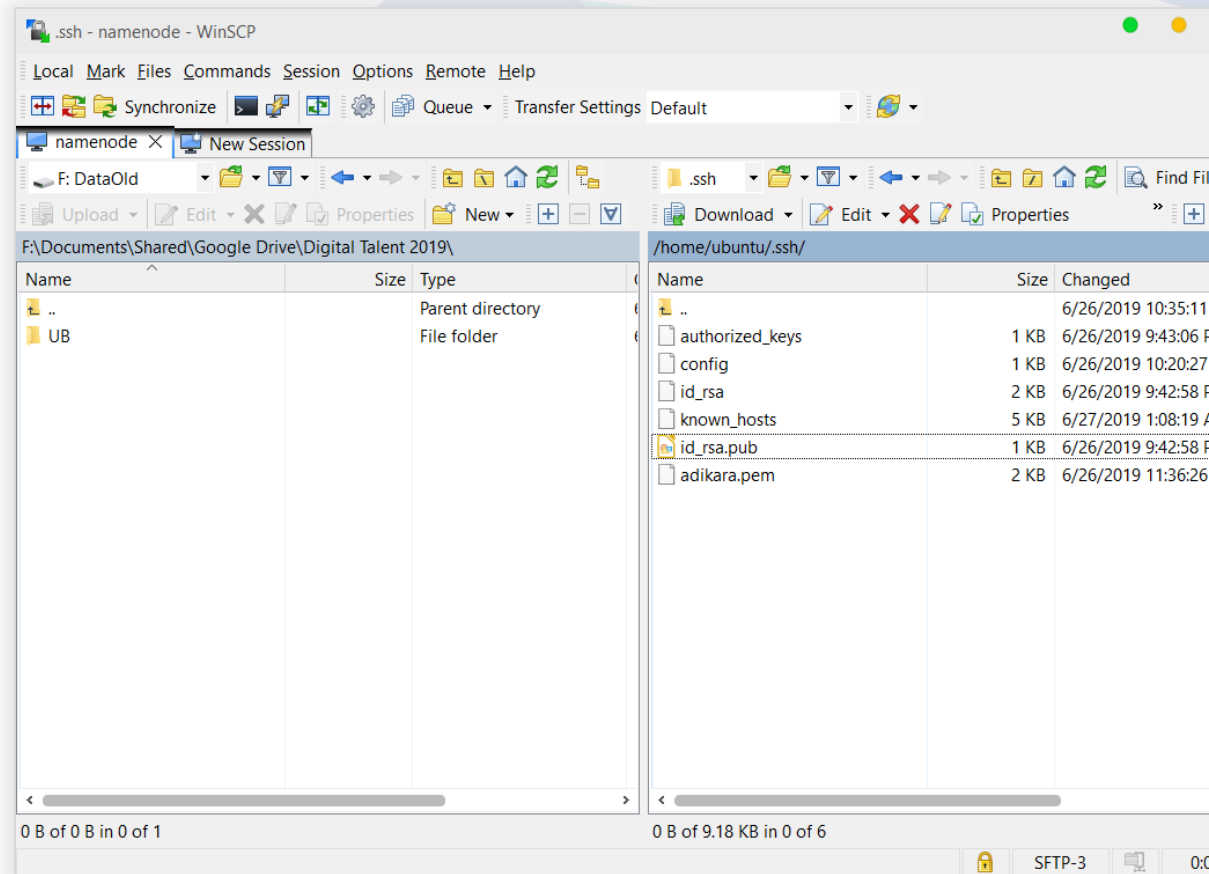 .ssh - namenode - WinSCP
Local Mark Files Commands Session Options Remote Help
Synchronize Queue Transfer Settings Default
namenode New Session
F: DataOld
Upload Edit Properties New
F:\Documents\Shared\Google Drive\Digital Talent 2019\
Name Size Type
.. Parent directory
UB File folder
0 B of 0 B in 0 of 1
.ssh Find Fil
Download Edit Properties »
/home/ubuntu/.ssh/
Name Size Changed
.. 6/26/2019 10:35:11
authorized_keys 1 KB 6/26/2019 9:43:06 P
config 1 KB 6/26/2019 10:20:27
id_rsa 2 KB 6/26/2019 9:42:58 P
known_hosts 5 KB 6/27/2019 1:08:19 A
id_rsa.pub 1 KB 6/26/2019 9:42:58 P
adikara.pem 2 KB 6/26/2019 11:36:26
0 B of 9.18 KB in 0 of 6
SFTP-3 0:0